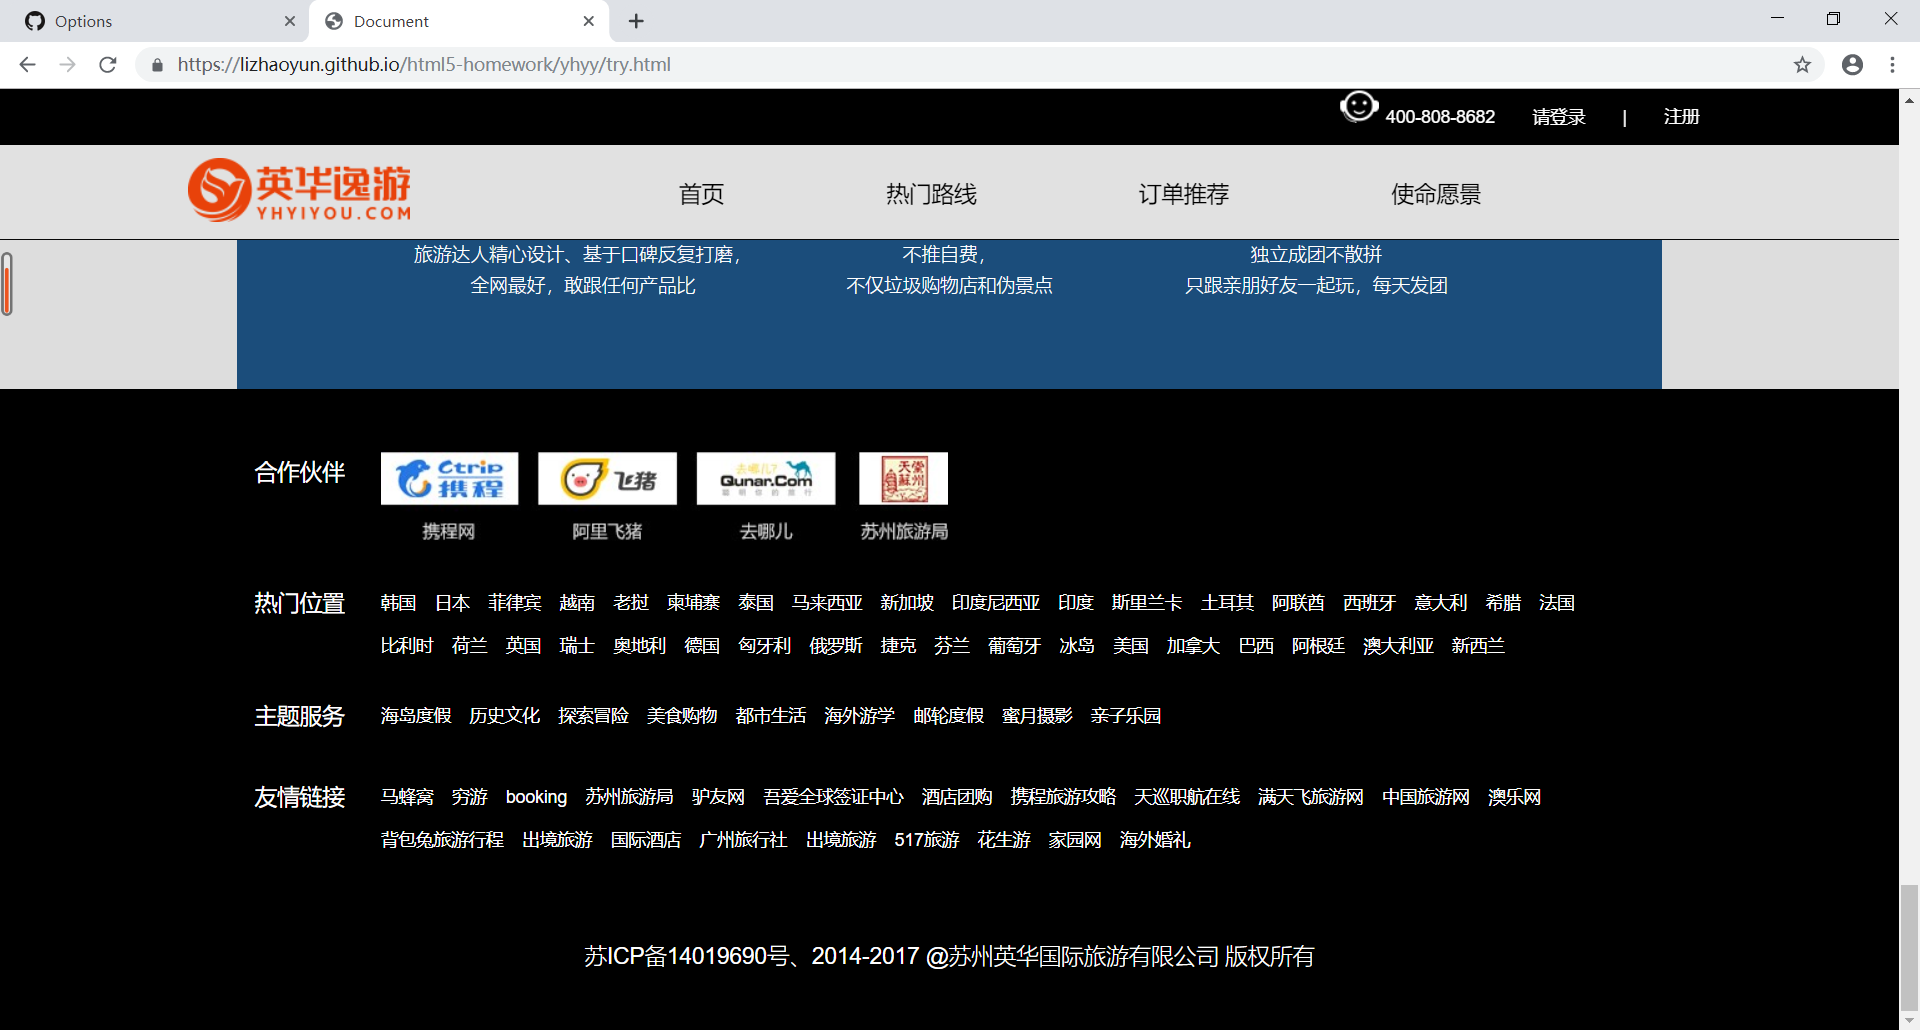 Options
Document
https://lizhaoyun.github.io/html5-homework/yhyy/try.html
400-808-8682 请登录 | 注册
英华逸游
YHYIYOU.COM
首页 热门路线 订单推荐 使命愿景
旅游达人精心设计、基于口碑反复打磨，
全网最好，敢跟任何产品比
不推自费，
不仅垃圾购物店和伪景点
独立成团不散拼
只跟亲朋好友一起玩，每天发团
合作伙伴
Ctrip
携程
飞猪
去哪儿?
Qunar.Com
聪明你的旅行
天堂
苏州
携程网 阿里飞猪 去哪儿 苏州旅游局
热门位置
韩国 日本 菲律宾 越南 老挝 柬埔寨 泰国 马来西亚 新加坡 印度尼西亚 印度 斯里兰卡 土耳其 阿联酋 西班牙 意大利 希腊 法国
比利时 荷兰 英国 瑞士 奥地利 德国 匈牙利 俄罗斯 捷克 芬兰 葡萄牙 冰岛 美国 加拿大 巴西 阿根廷 澳大利亚 新西兰
主题服务
海岛度假 历史文化 探索冒险 美食购物 都市生活 海外游学 邮轮度假 蜜月摄影 亲子乐园
友情链接
马蜂窝 穷游 booking 苏州旅游局 驴友网 吾爱全球签证中心 酒店团购 携程旅游攻略 天巡职航在线 满天飞旅游网 中国旅游网 澳乐网
背包兔旅游行程 出境旅游 国际酒店 广州旅行社 出境旅游 517旅游 花生游 家园网 海外婚礼
苏ICP备14019690号、2014-2017 @苏州英华国际旅游有限公司 版权所有